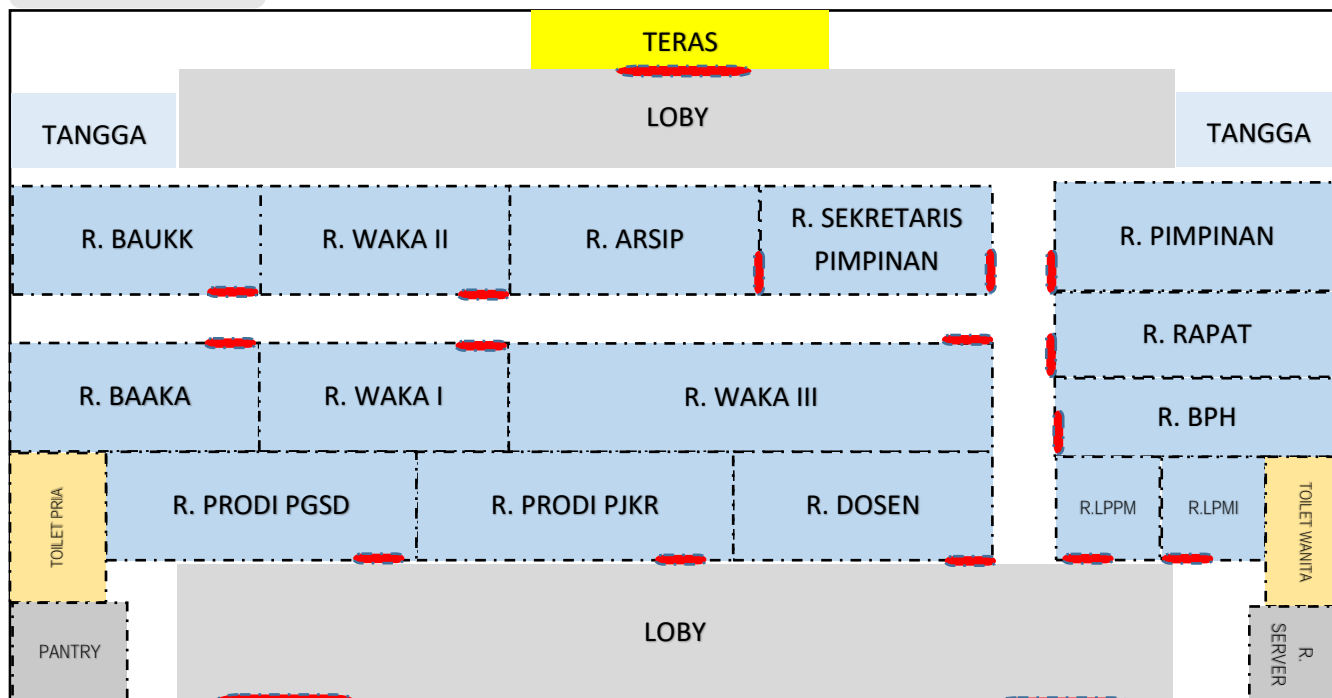 TERAS
LOBY
TANGGA
TANGGA
R. BAUKK
R. WAKA II
R. ARSIP
R. SEKRETARIS
PIMPINAN
R. PIMPINAN
R. RAPAT
R. BAAKA
R. WAKA I
R. WAKA III
R. BPH
TOILET PRIA
R. PRODI PGSD
R. PRODI PJKR
R. DOSEN
R.LPPM
R.LPMI
TOILET WANITA
PANTRY
LOBY
R.
SERVER